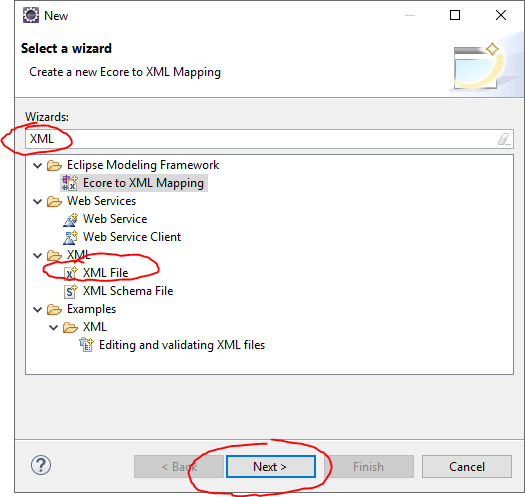 New
Select a wizard
Create a new Ecore to XML Mapping
Wizards:
XML
Eclipse Modeling Framework
Ecore to XML Mapping
Web Services
Web Service
Web Service Client
XML
XML File
XML Schema File
Examples
XML
Editing and validating XML files
? < Back Next > Finish Cancel